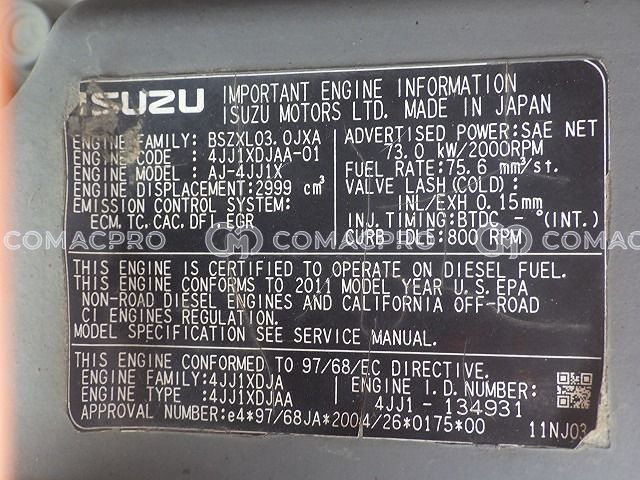 ISUZU IMPORTANT ENGINE INFORMATION
ISUZU MOTORS LTD. MADE IN JAPAN
ENGINE FAMILY: BSZXL03.0JXA
ENGINE CODE : 4JJ1XDJAA-01
ENGINE MODEL : AJ-4JJ1X
ENGINE DISPLACEMENT-2999 cm³
EMISSION CONTROL SYSTEM:
ECM,TC,CAC,DFT,EGR
ADVERTISED POWER:SAE NET
73.0 kW/2000RPM
FUEL RATE:75.6 mm³/st.
VALVE LASH(COLD):
INL/EXH 0.15mm
INJ.TIMING:BTDC -°(INT.)
CURB IDLE:800 RPM
COMACPRO CM COMACPRO CM COMACPRO
THIS ENGINE IS CERTIFIED TO OPERATE ON DIESEL FUEL.
THIS ENGINE CONFORMS TO 2011 MODEL YEAR U.S.EPA
NON-ROAD DIESEL ENGINES AND CALIFORNIA OFF-ROAD
CI ENGINES REGULATION.
MODEL SPECIFICATION SEE SERVICE MANUAL.
THIS ENGINE CONFORMED TO 97/68/EC DIRECTIVE.
ENGINE FAMILY:4JJ1XDJA
ENGINE TYPE :4JJ1XDJAA
ENGINE I.D.NUMBER:
4JJ1-134931
APPROVAL NUMBER:e4*97/68JA*2004/26*0175*00
11NJ03